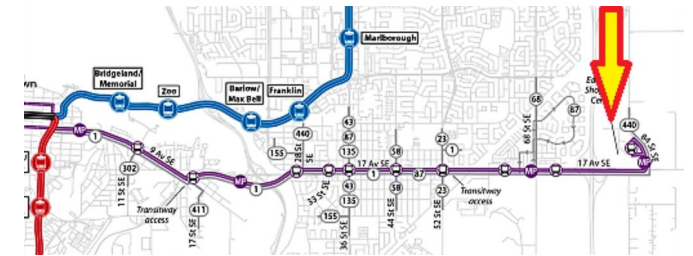 Marlborough
Bridgeland/
Memorial
Zoo
Barlow/
Max Bell
Franklin
440
155
28 St
SE
43
87
135
58
23
1
68
68 St SE
87
440
84 St SE
MP
1
9 Av SE
302
11 St SE
Transitway
access
411
17 St SE
MP
1
33 St SE
155
17 Av SE
43
135
36 St SE
1
58
44 St SE
87
23
52 St SE
Transitway
access
MP
17 Av SE
MP